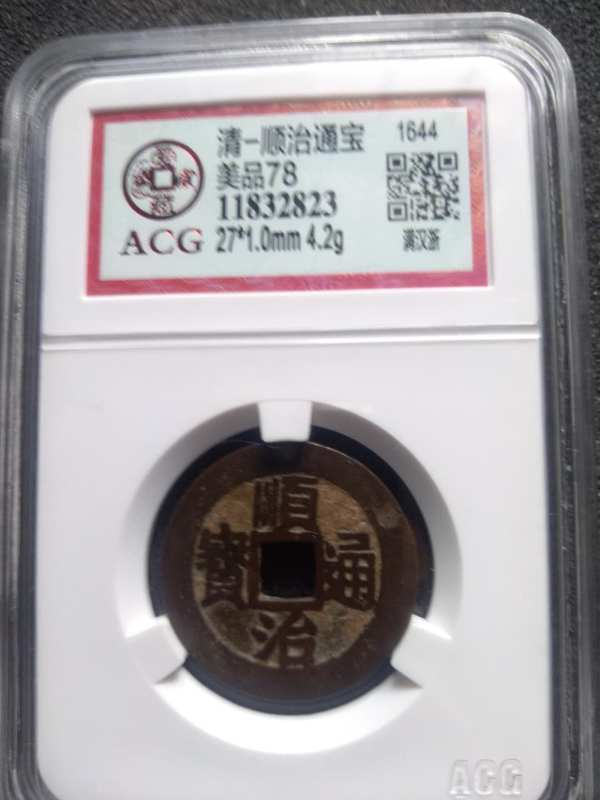 清-顺治通宝 1644
美品78
11832823
ACG 27*1.0mm 4.2g 满汉浙
順
寶 通
治
ACG